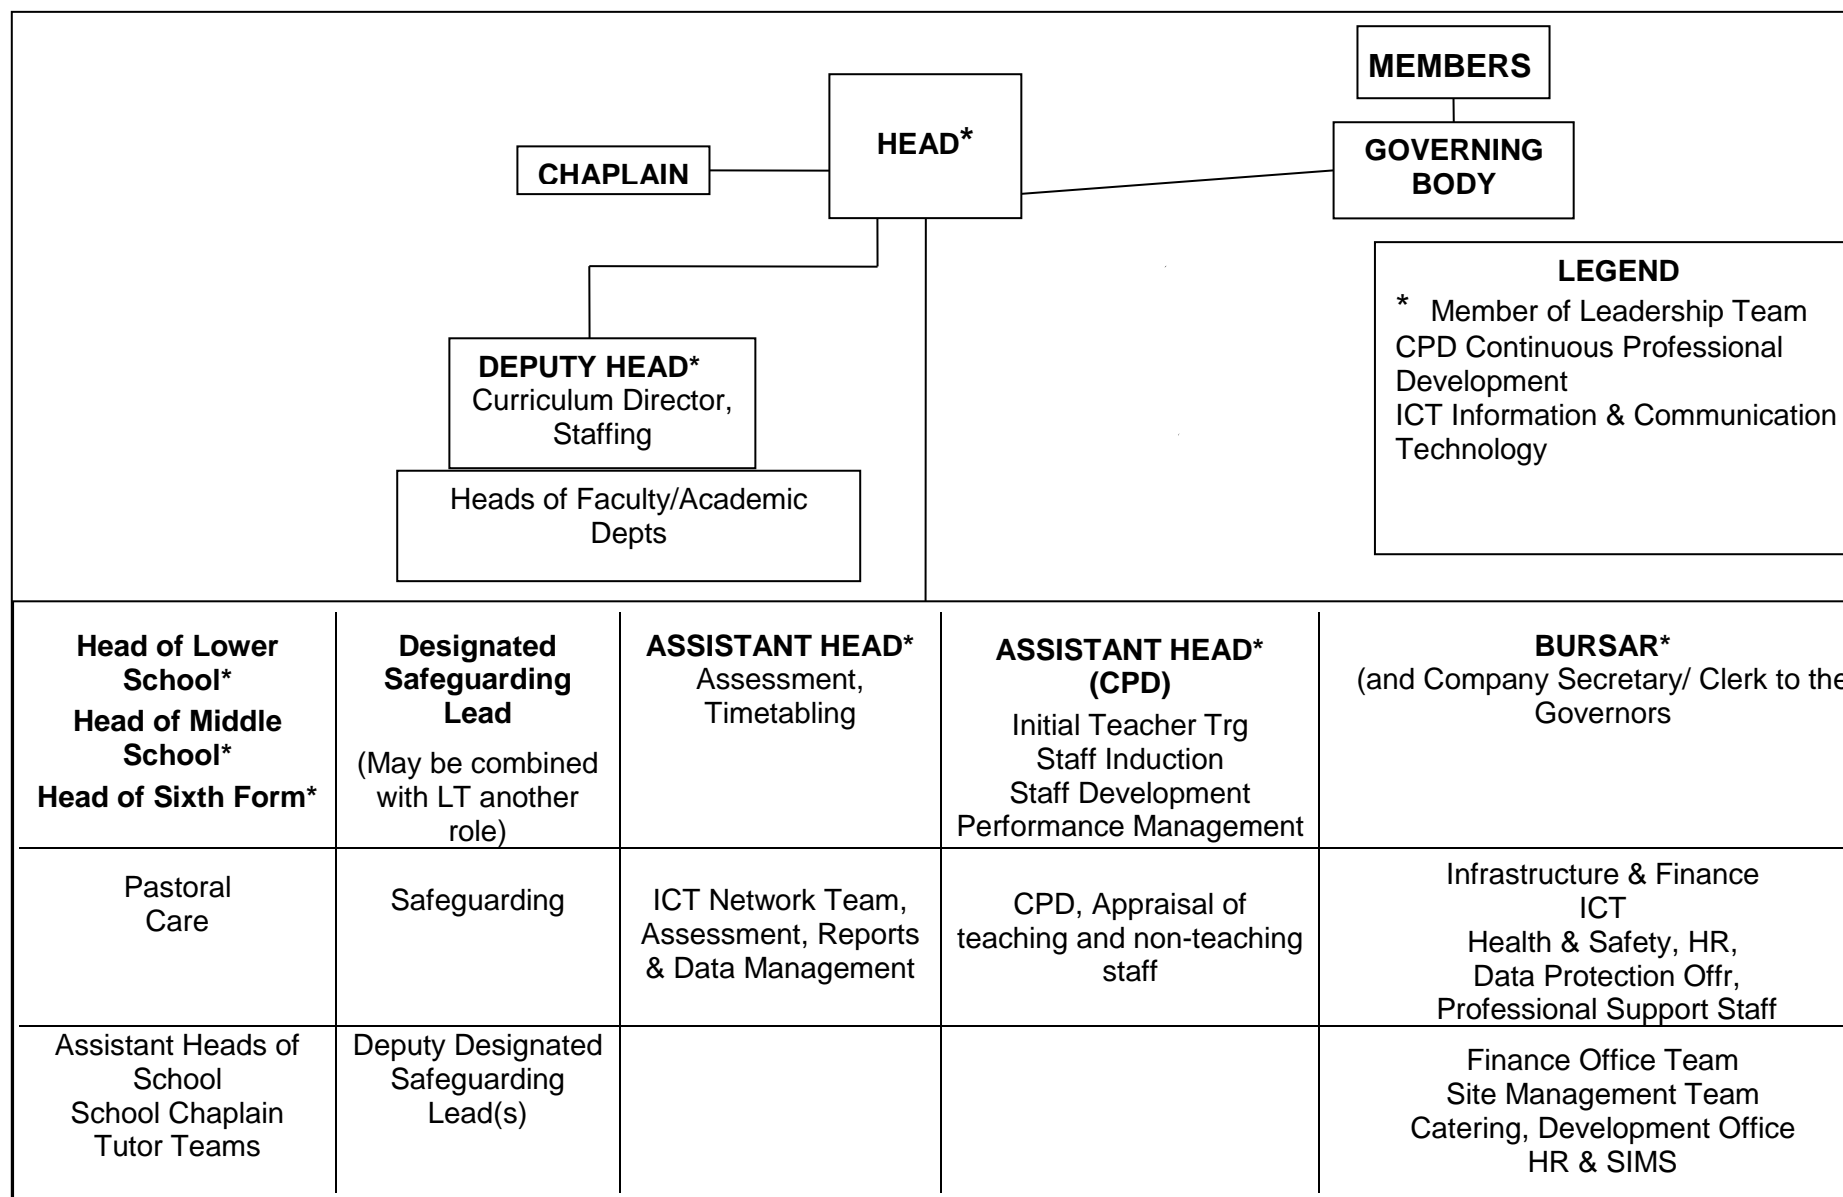 MEMBERS
HEAD*
GOVERNING
BODY
CHAPLAIN
LEGEND
* Member of Leadership Team
CPD Continuous Professional
Development
ICT Information & Communication
Technology
DEPUTY HEAD*
Curriculum Director,
Staffing
Heads of Faculty/Academic
Depts
Head of Lower
School*
Head of Middle
School*
Head of Sixth Form*
Designated
Safeguarding
Lead
(May be combined
with LT another
role)
ASSISTANT HEAD*
Assessment,
Timetabling
ASSISTANT HEAD*
(CPD)
Initial Teacher Trg
Staff Induction
Staff Development
Performance Management
BURSAR*
(and Company Secretary/ Clerk to the
Governors
Pastoral
Care
Safeguarding
ICT Network Team,
Assessment, Reports
& Data Management
CPD, Appraisal of
teaching and non-teaching
staff
Infrastructure & Finance
ICT
Health & Safety, HR,
Data Protection Offr,
Professional Support Staff
Assistant Heads of
School
School Chaplain
Tutor Teams
Deputy Designated
Safeguarding
Lead(s)
Finance Office Team
Site Management Team
Catering, Development Office
HR & SIMS